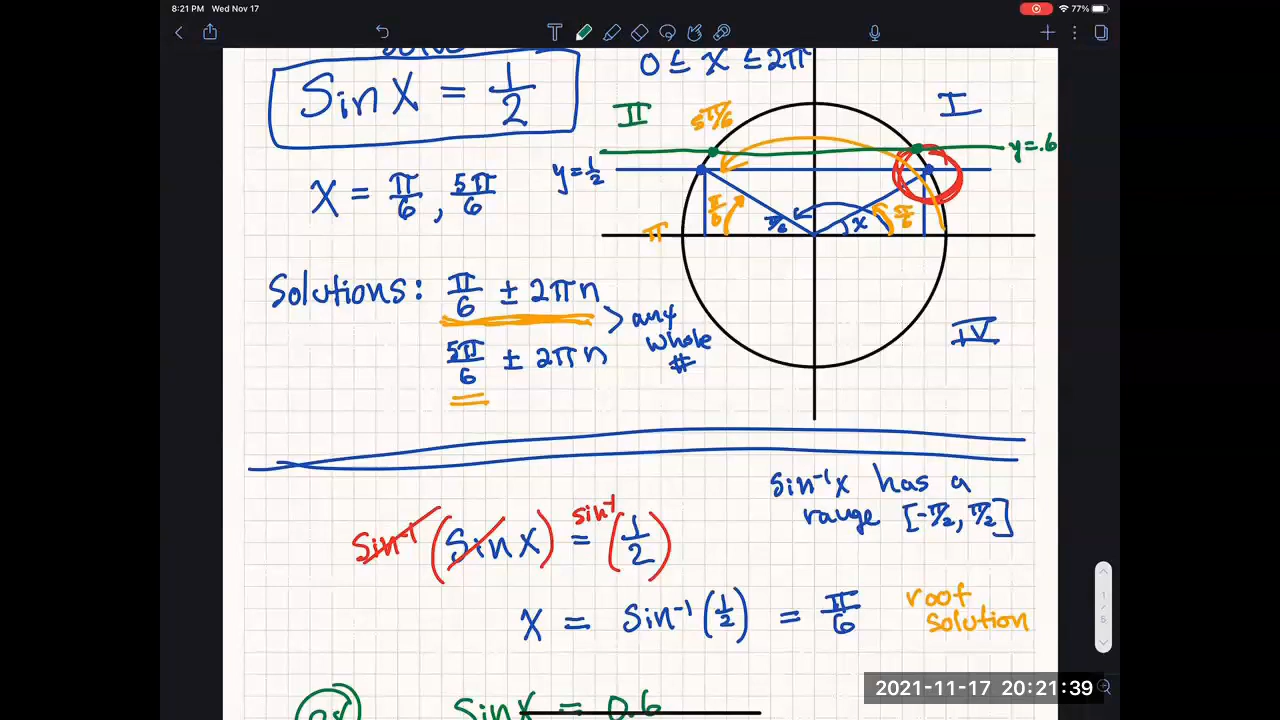 8:21 PM Wed Nov 17
77%
Solve
Sin X = 1/2
X = π/6 , 5π/6
Solutions: π/6 ± 2πn
5π/6 ± 2πn
> any
whole
#
0 ≤ X ≤ 2π
II
5π/6
I
y=.6
y=1/2
π
π/6
π/6
x
π/6
IV
sin⁻¹x has a
range [-π/2, π/2]
sin⁻¹ (sin X) = sin⁻¹ (1/2)
X = Sin⁻¹ (1/2) = π/6
root
solution
Sin X = 0.6
1
/
5
2021-11-17 20:21:39